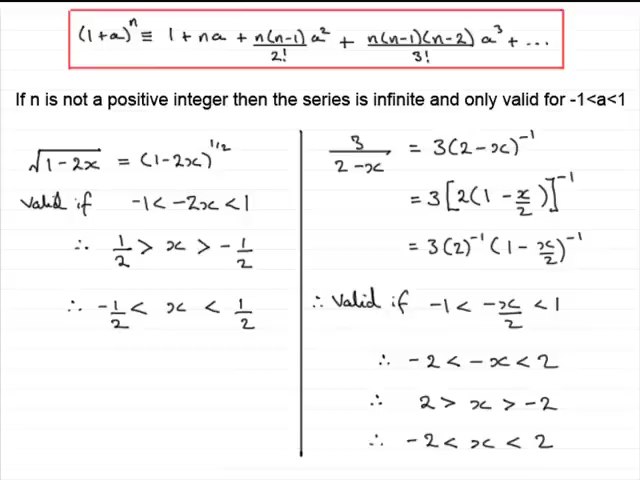 (1+a)ⁿ ≡ 1 + na + n(n-1)/2! a² + n(n-1)(n-2)/3! a³ + ...
If n is not a positive integer then the series is infinite and only valid for -1<a<1
√(1-2x) = (1-2x)^(1/2)
Valid if -1 < -2x < 1
∴ 1/2 > x > -1/2
∴ -1/2 < x < 1/2
3/(2-x) = 3(2-x)⁻¹
= 3[2(1 - x/2)]⁻¹
= 3(2)⁻¹(1 - x/2)⁻¹
∴ Valid if -1 < -x/2 < 1
∴ -2 < -x < 2
∴ 2 > x > -2
∴ -2 < x < 2